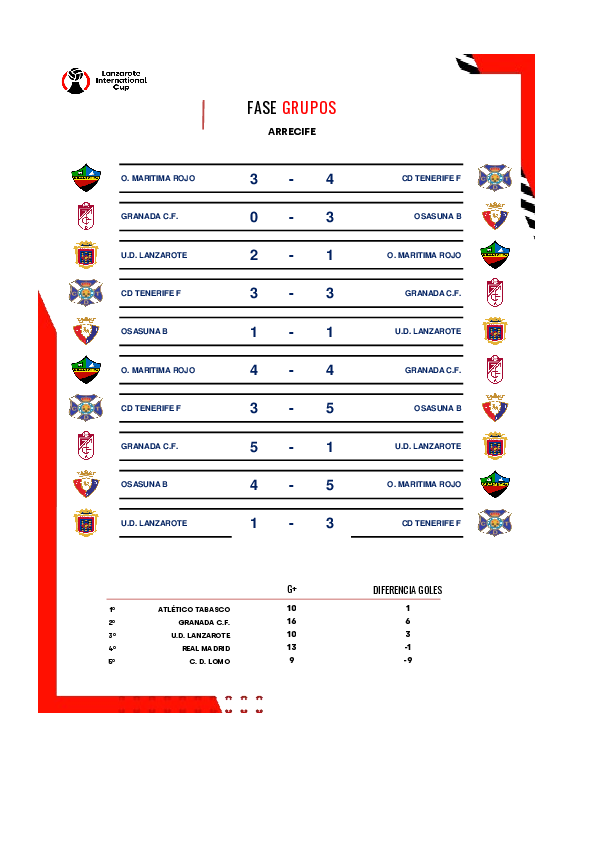 Lanzarote
International
Cup
FASE GRUPOS
ARRECIFE
O. MARITIMA ROJO 3 - 4 CD TENERIFE F
GRANADA C.F. 0 - 3 OSASUNA B
U.D. LANZAROTE 2 - 1 O. MARITIMA ROJO
CD TENERIFE F 3 - 3 GRANADA C.F.
OSASUNA B 1 - 1 U.D. LANZAROTE
O. MARITIMA ROJO 4 - 4 GRANADA C.F.
CD TENERIFE F 3 - 5 OSASUNA B
GRANADA C.F. 5 - 1 U.D. LANZAROTE
OSASUNA B 4 - 5 O. MARITIMA ROJO
U.D. LANZAROTE 1 - 3 CD TENERIFE F
G+ DIFERENCIA GOLES
1º ATLÉTICO TABASCO 10 1
2º GRANADA C.F. 16 6
3º U.D. LANZAROTE 10 3
4º REAL MADRID 13 -1
5º C. D. LOMO 9 -9